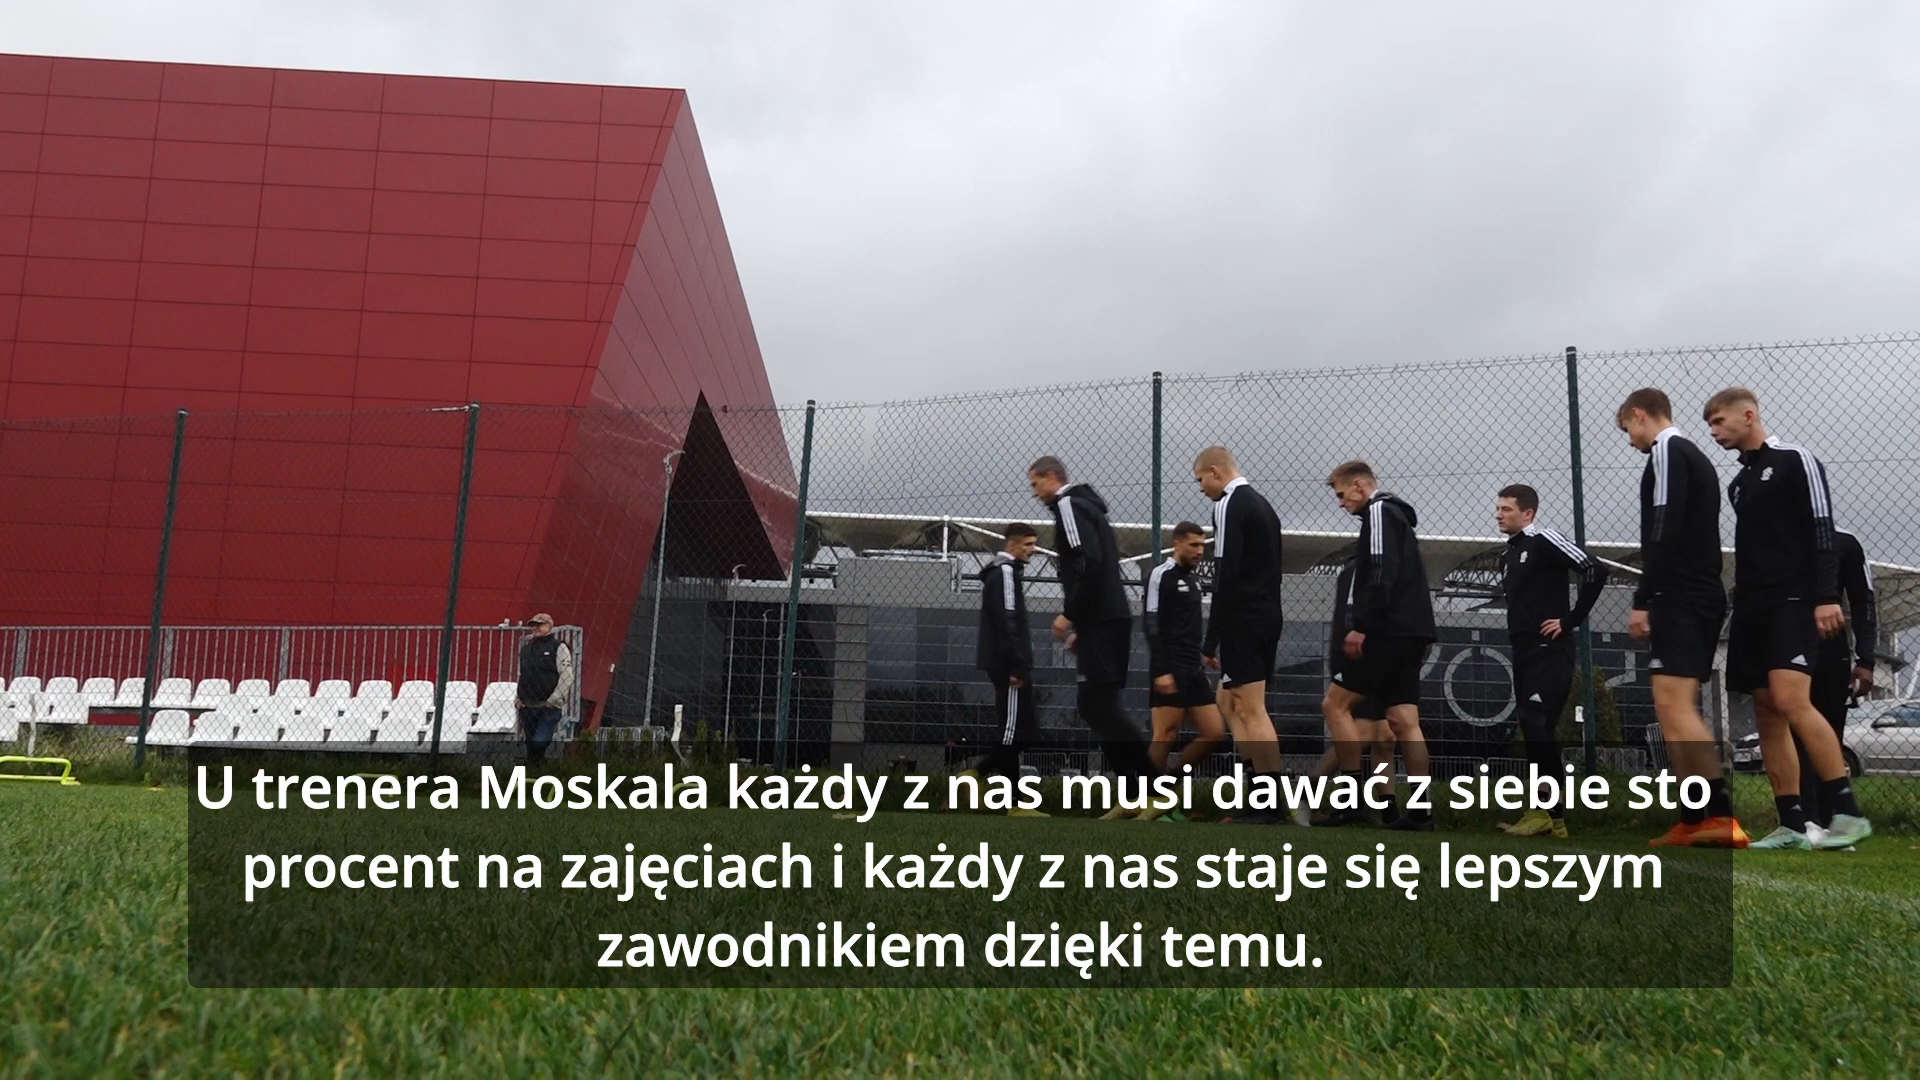 U trenera Moskala każdy z nas musi dawać z siebie sto
procent na zajęciach i każdy z nas staje się lepszym
zawodnikiem dzięki temu.